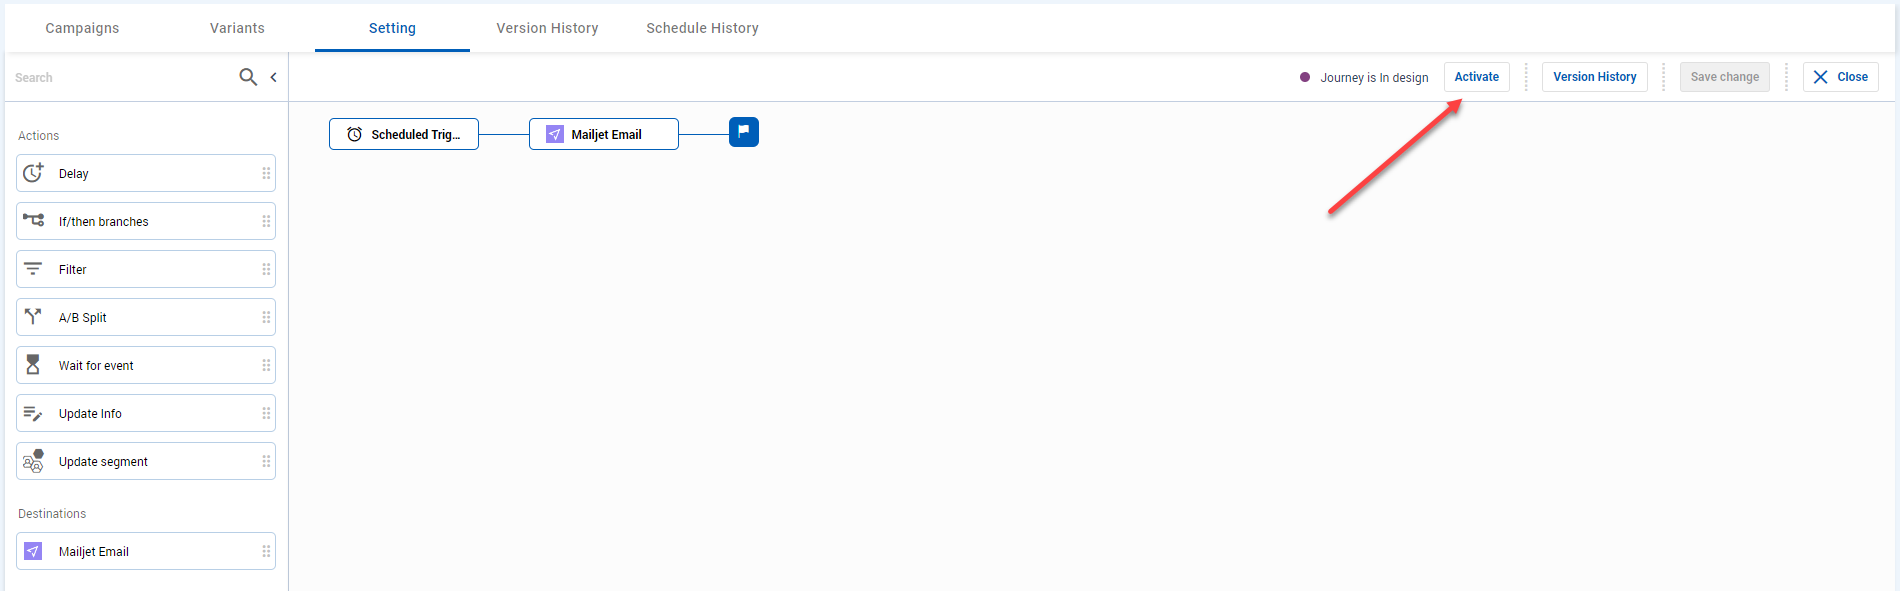 Campaigns
Variants
Setting
Version History
Schedule History
Search
Journey is In design
Activate
Version History
Save change
Close
Scheduled Trig...
Mailjet Email
Actions
Delay
If/then branches
Filter
A/B Split
Wait for event
Update Info
Update segment
Destinations
Mailjet Email